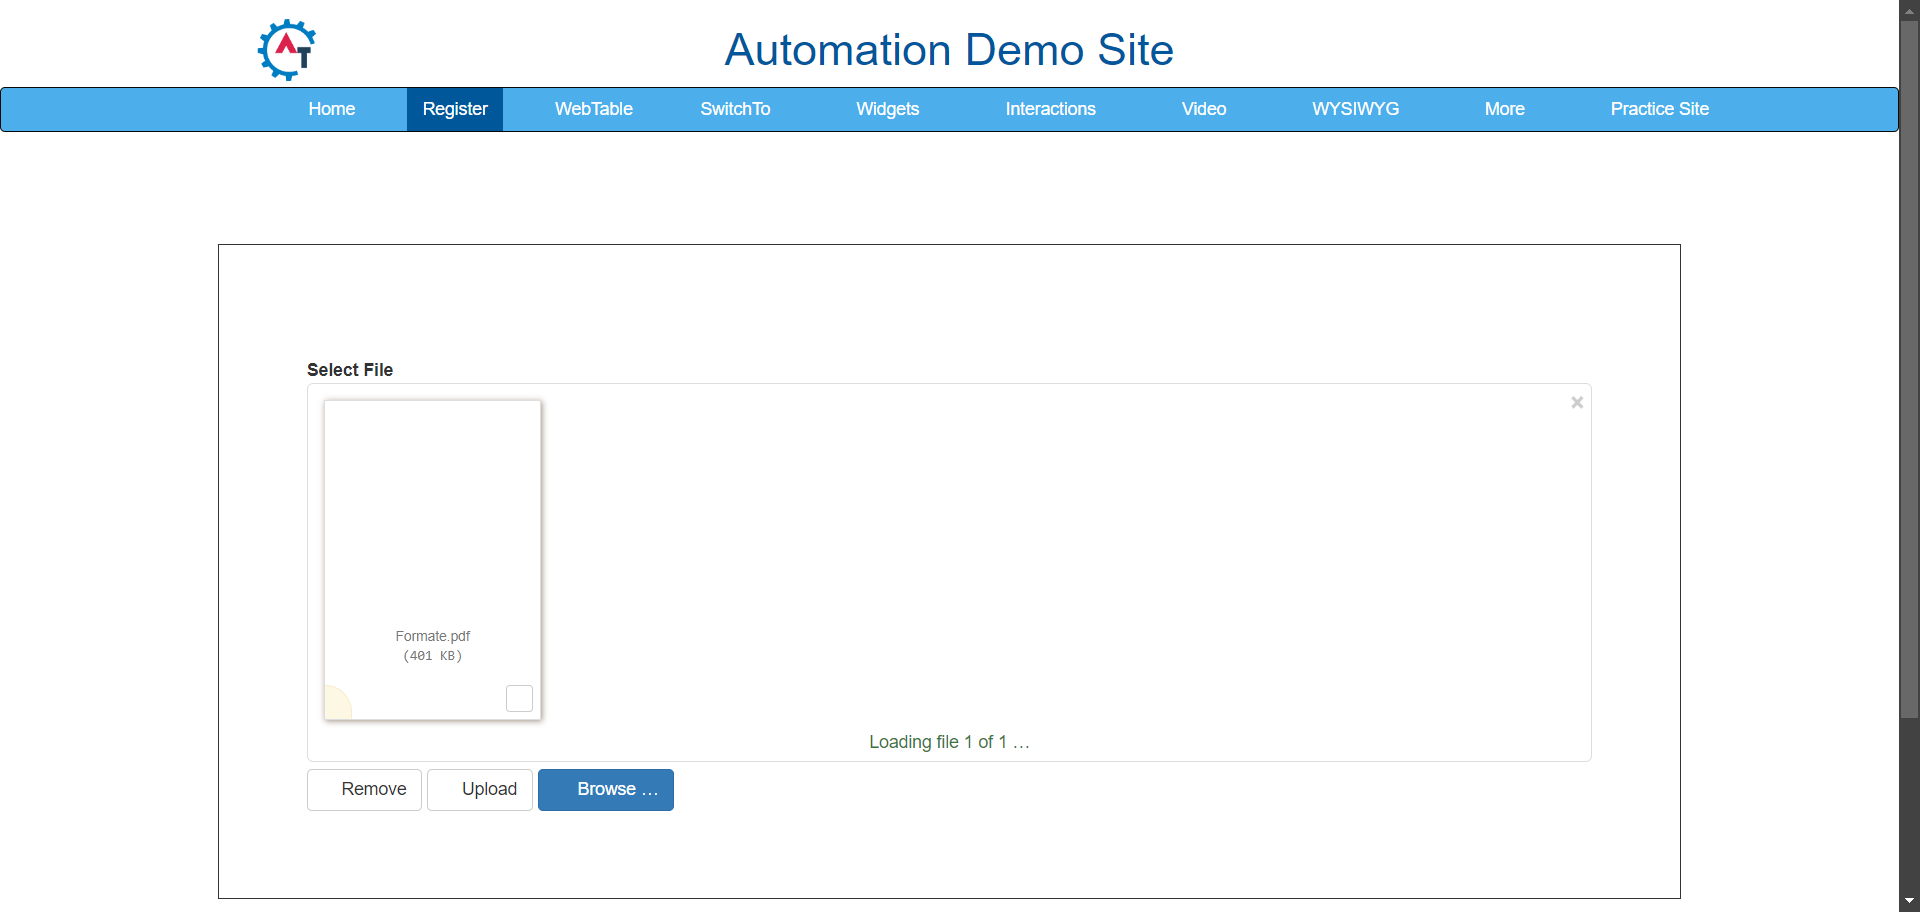 AT
Automation Demo Site
Home Register WebTable SwitchTo Widgets Interactions Video WYSIWYG More Practice Site
Select File
×
Formate.pdf
(401 KB)
Loading file 1 of 1 …
Remove Upload Browse …